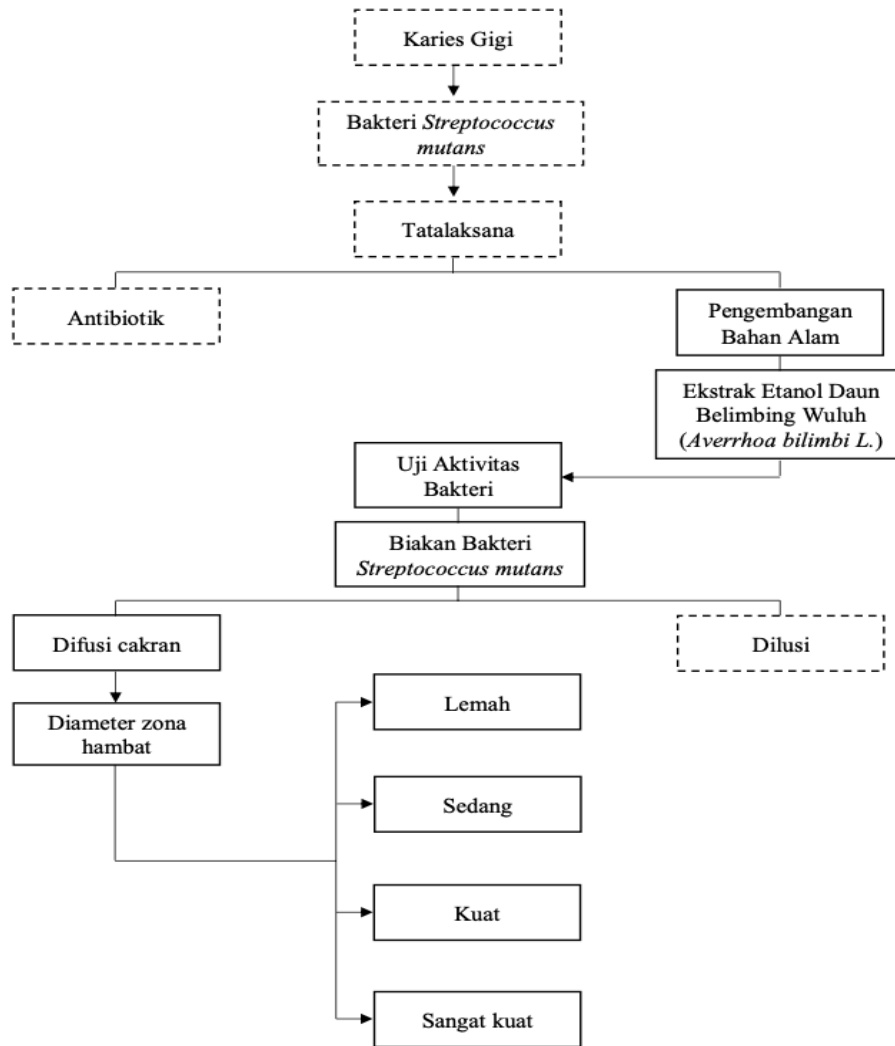 Karies Gigi
Bakteri Streptococcus
mutans
Tatalaksana
Antibiotik
Pengembangan
Bahan Alam
Ekstrak Etanol Daun
Belimbing Wuluh
(Averrhoa bilimbi L.)
Uji Aktivitas
Bakteri
Biakan Bakteri
Streptococcus mutans
Difusi cakran
Dilusi
Diameter zona
hambat
Lemah
Sedang
Kuat
Sangat kuat